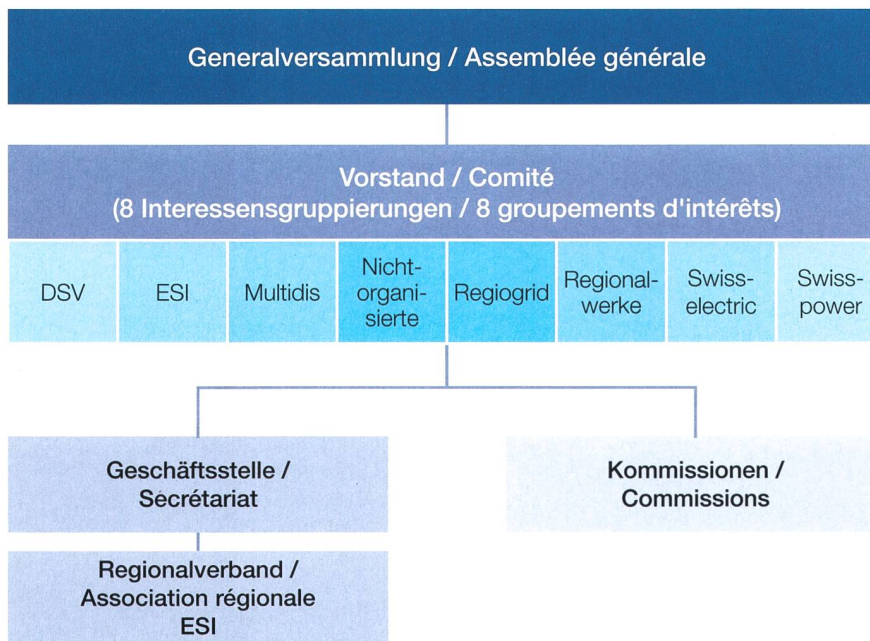 Generalversammlung / Assemblée générale
Vorstand / Comité
(8 Interessensgruppierungen / 8 groupements d'intérêts)
DSV
ESI
Multidis
Nicht-
organi-
sierte
Regiogrid
Regional-
werke
Swiss-
electric
Swiss-
power
Geschäftsstelle /
Secrétariat
Kommissionen /
Commissions
Regionalverband /
Association régionale
ESI